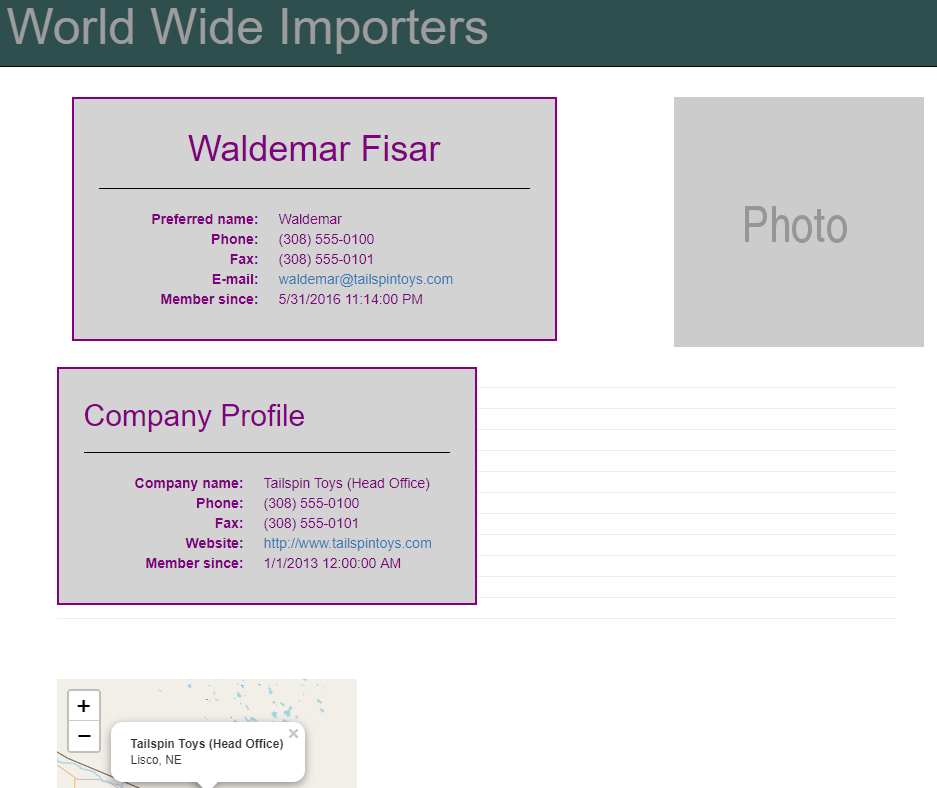 World Wide Importers
Waldemar Fisar
Preferred name: Waldemar
Phone: (308) 555-0100
Fax: (308) 555-0101
E-mail: waldemar@tailspintoys.com
Member since: 5/31/2016 11:14:00 PM
Photo
Company Profile
Company name: Tailspin Toys (Head Office)
Phone: (308) 555-0100
Fax: (308) 555-0101
Website: http://www.tailspintoys.com
Member since: 1/1/2013 12:00:00 AM
+
−
×
Tailspin Toys (Head Office)
Lisco, NE